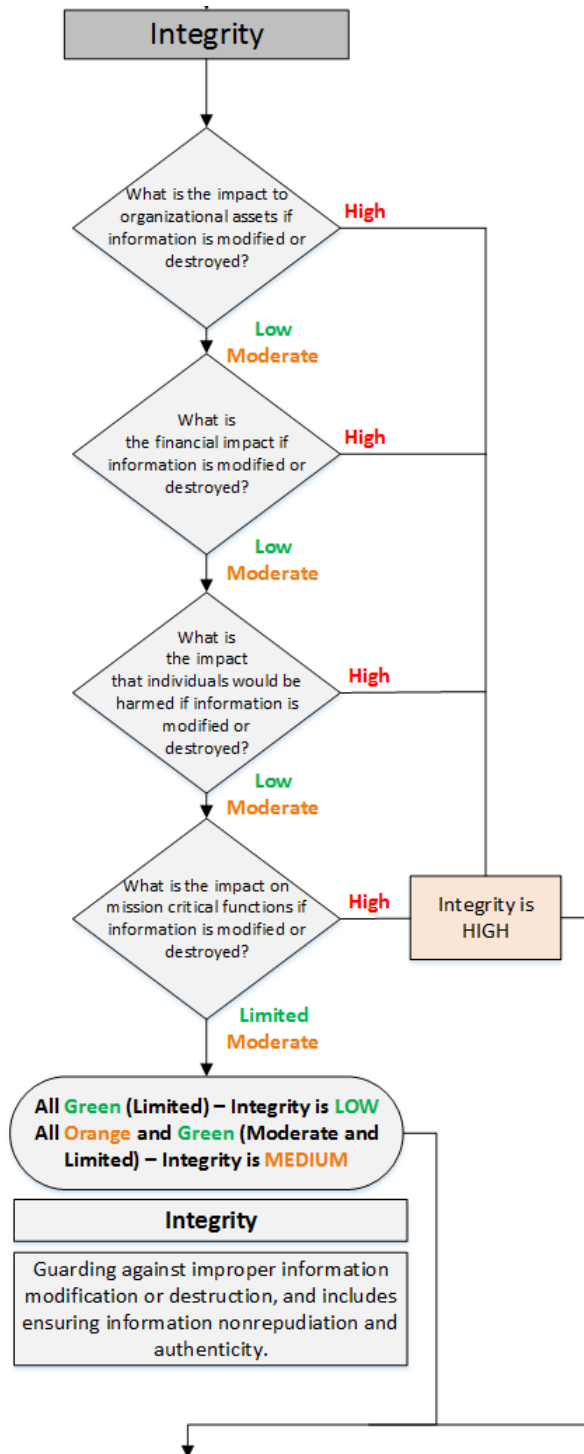 Integrity
What is the impact to
organizational assets if
information is modified or
destroyed?
High
Low
Moderate
What is
the financial impact if
information is modified or
destroyed?
High
Low
Moderate
What is
the impact
that individuals would be
harmed if information is
modified or
destroyed?
High
Low
Moderate
What is the impact on
mission critical functions if
information is modified or
destroyed?
High
Integrity is
HIGH
Limited
Moderate
All Green (Limited) – Integrity is LOW
All Orange and Green (Moderate and
Limited) – Integrity is MEDIUM
Integrity
Guarding against improper information
modification or destruction, and includes
ensuring information nonrepudiation and
authenticity.